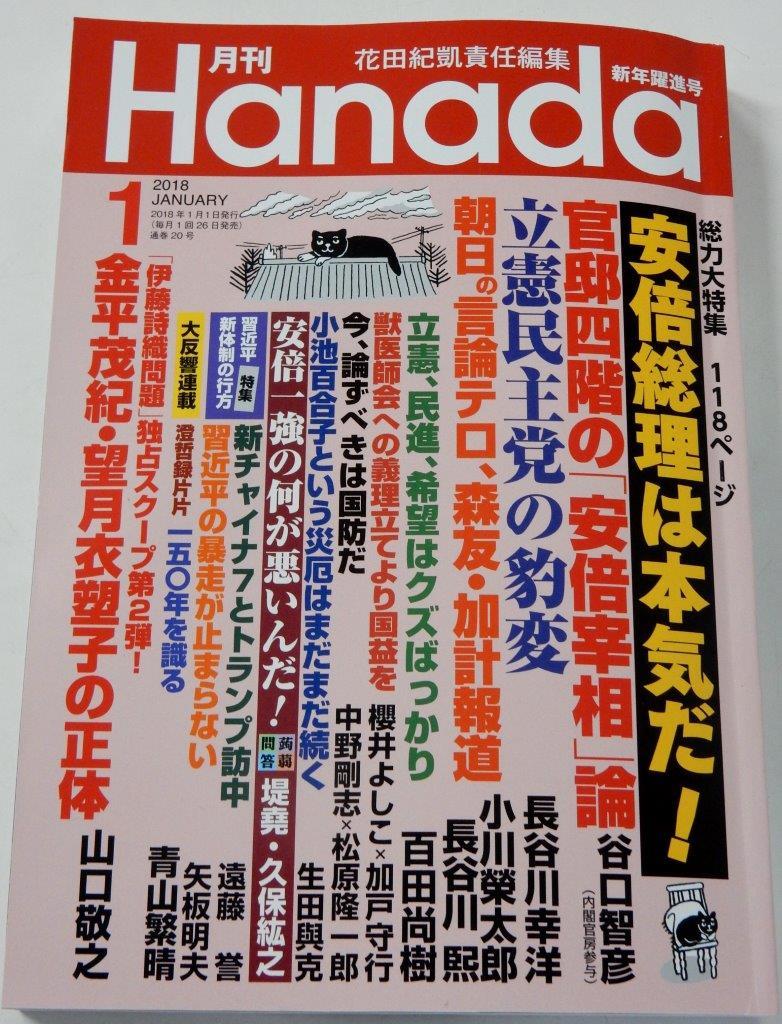 月刊
花田紀凱責任編集
新年躍進号
Hanada
1
2018
JANUARY
2018年1月1日発行
(毎月1回26日発売)
通巻20号
総力大特集 118ページ
安倍総理は本気だ!
官邸四階の「安倍宰相」論
谷口智彦
(内閣官房参与)
立憲民主党の豹変
長谷川幸洋
朝日の言論テロ、森友・加計報道
小川榮太郎
長谷川 熙
立憲、民進、希望はクズばっかり
百田尚樹
獣医師会への義理立てより国益を
櫻井よしこ×加戸守行
今、論ずべきは国防だ
中野剛志×松原隆一郎
小池百合子という災厄はまだまだ続く
生田與克
安倍一強の何が悪いんだ!
蒟蒻問答
堤堯・久保紘之
特集
習近平
新体制の行方
新チャイナ7とトランプ訪中
遠藤 誉
習近平の暴走が止まらない
矢板明夫
大反響連載
澄哲録片片
一五〇年を識る
青山繁晴
「伊藤詩織問題」独占スクープ第2弾!
金平茂紀・望月衣塑子の正体
山口敬之